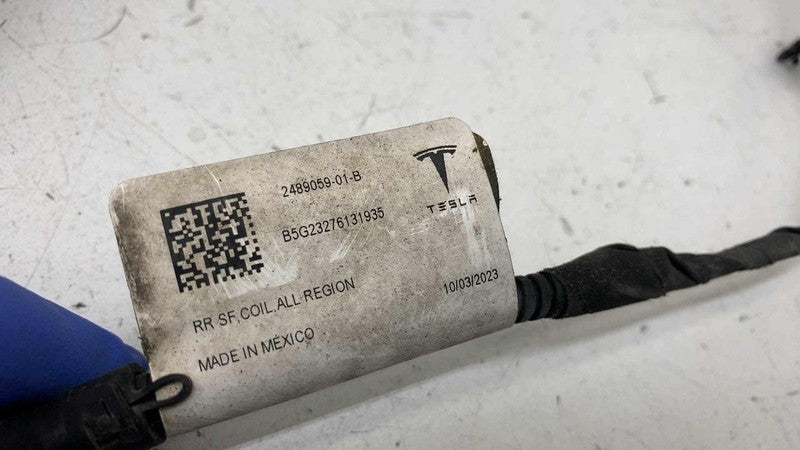 2489059-01-B
TESLA
B5G23276131935
RR SF,COIL,ALL REGION
10/03/2023
MADE IN MEXICO